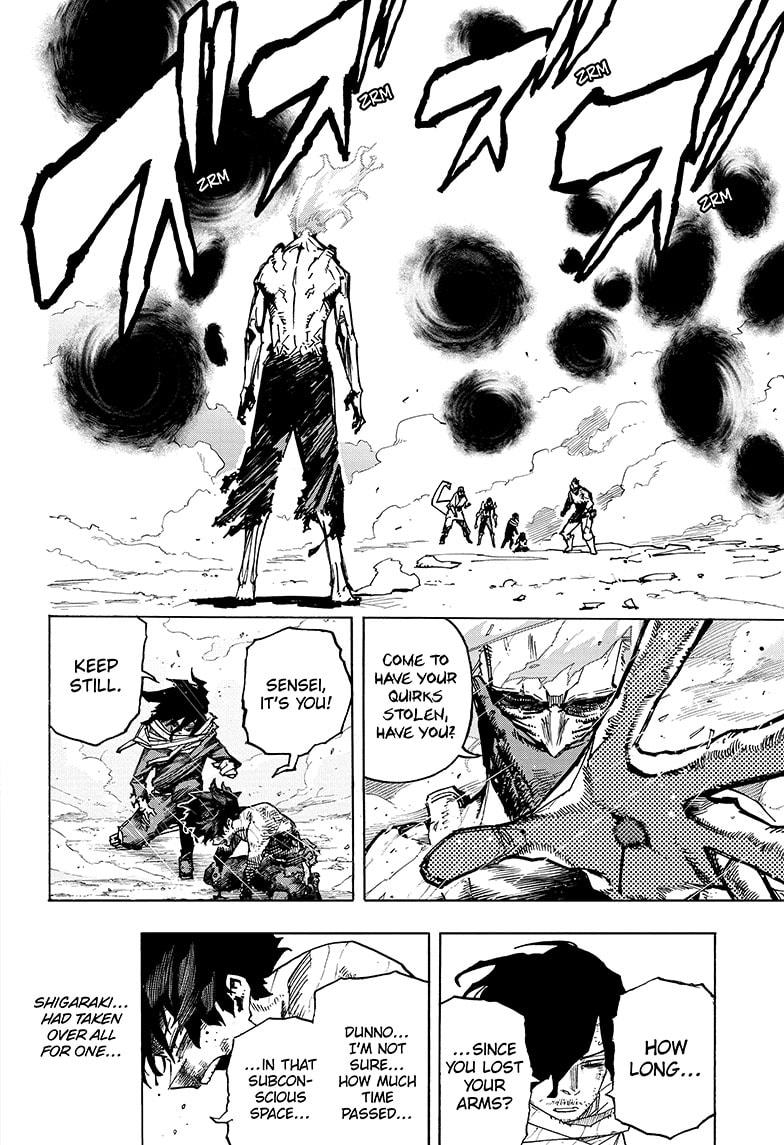 ズズズズ
ZRM
ZRM
ZRM
ZRM
COME TO
HAVE YOUR
QUIRKS
STOLEN,
HAVE YOU?
SENSEI,
IT'S YOU!
KEEP
STILL.
HOW
LONG...
...SINCE
YOU LOST
YOUR
ARMS?
DUNNO...
I'M NOT
SURE...
HOW MUCH
TIME
PASSED...
...IN THAT
SUBCON-
SCIOUS
SPACE...
SHIGARAKI...
HAD TAKEN
OVER ALL
FOR ONE...